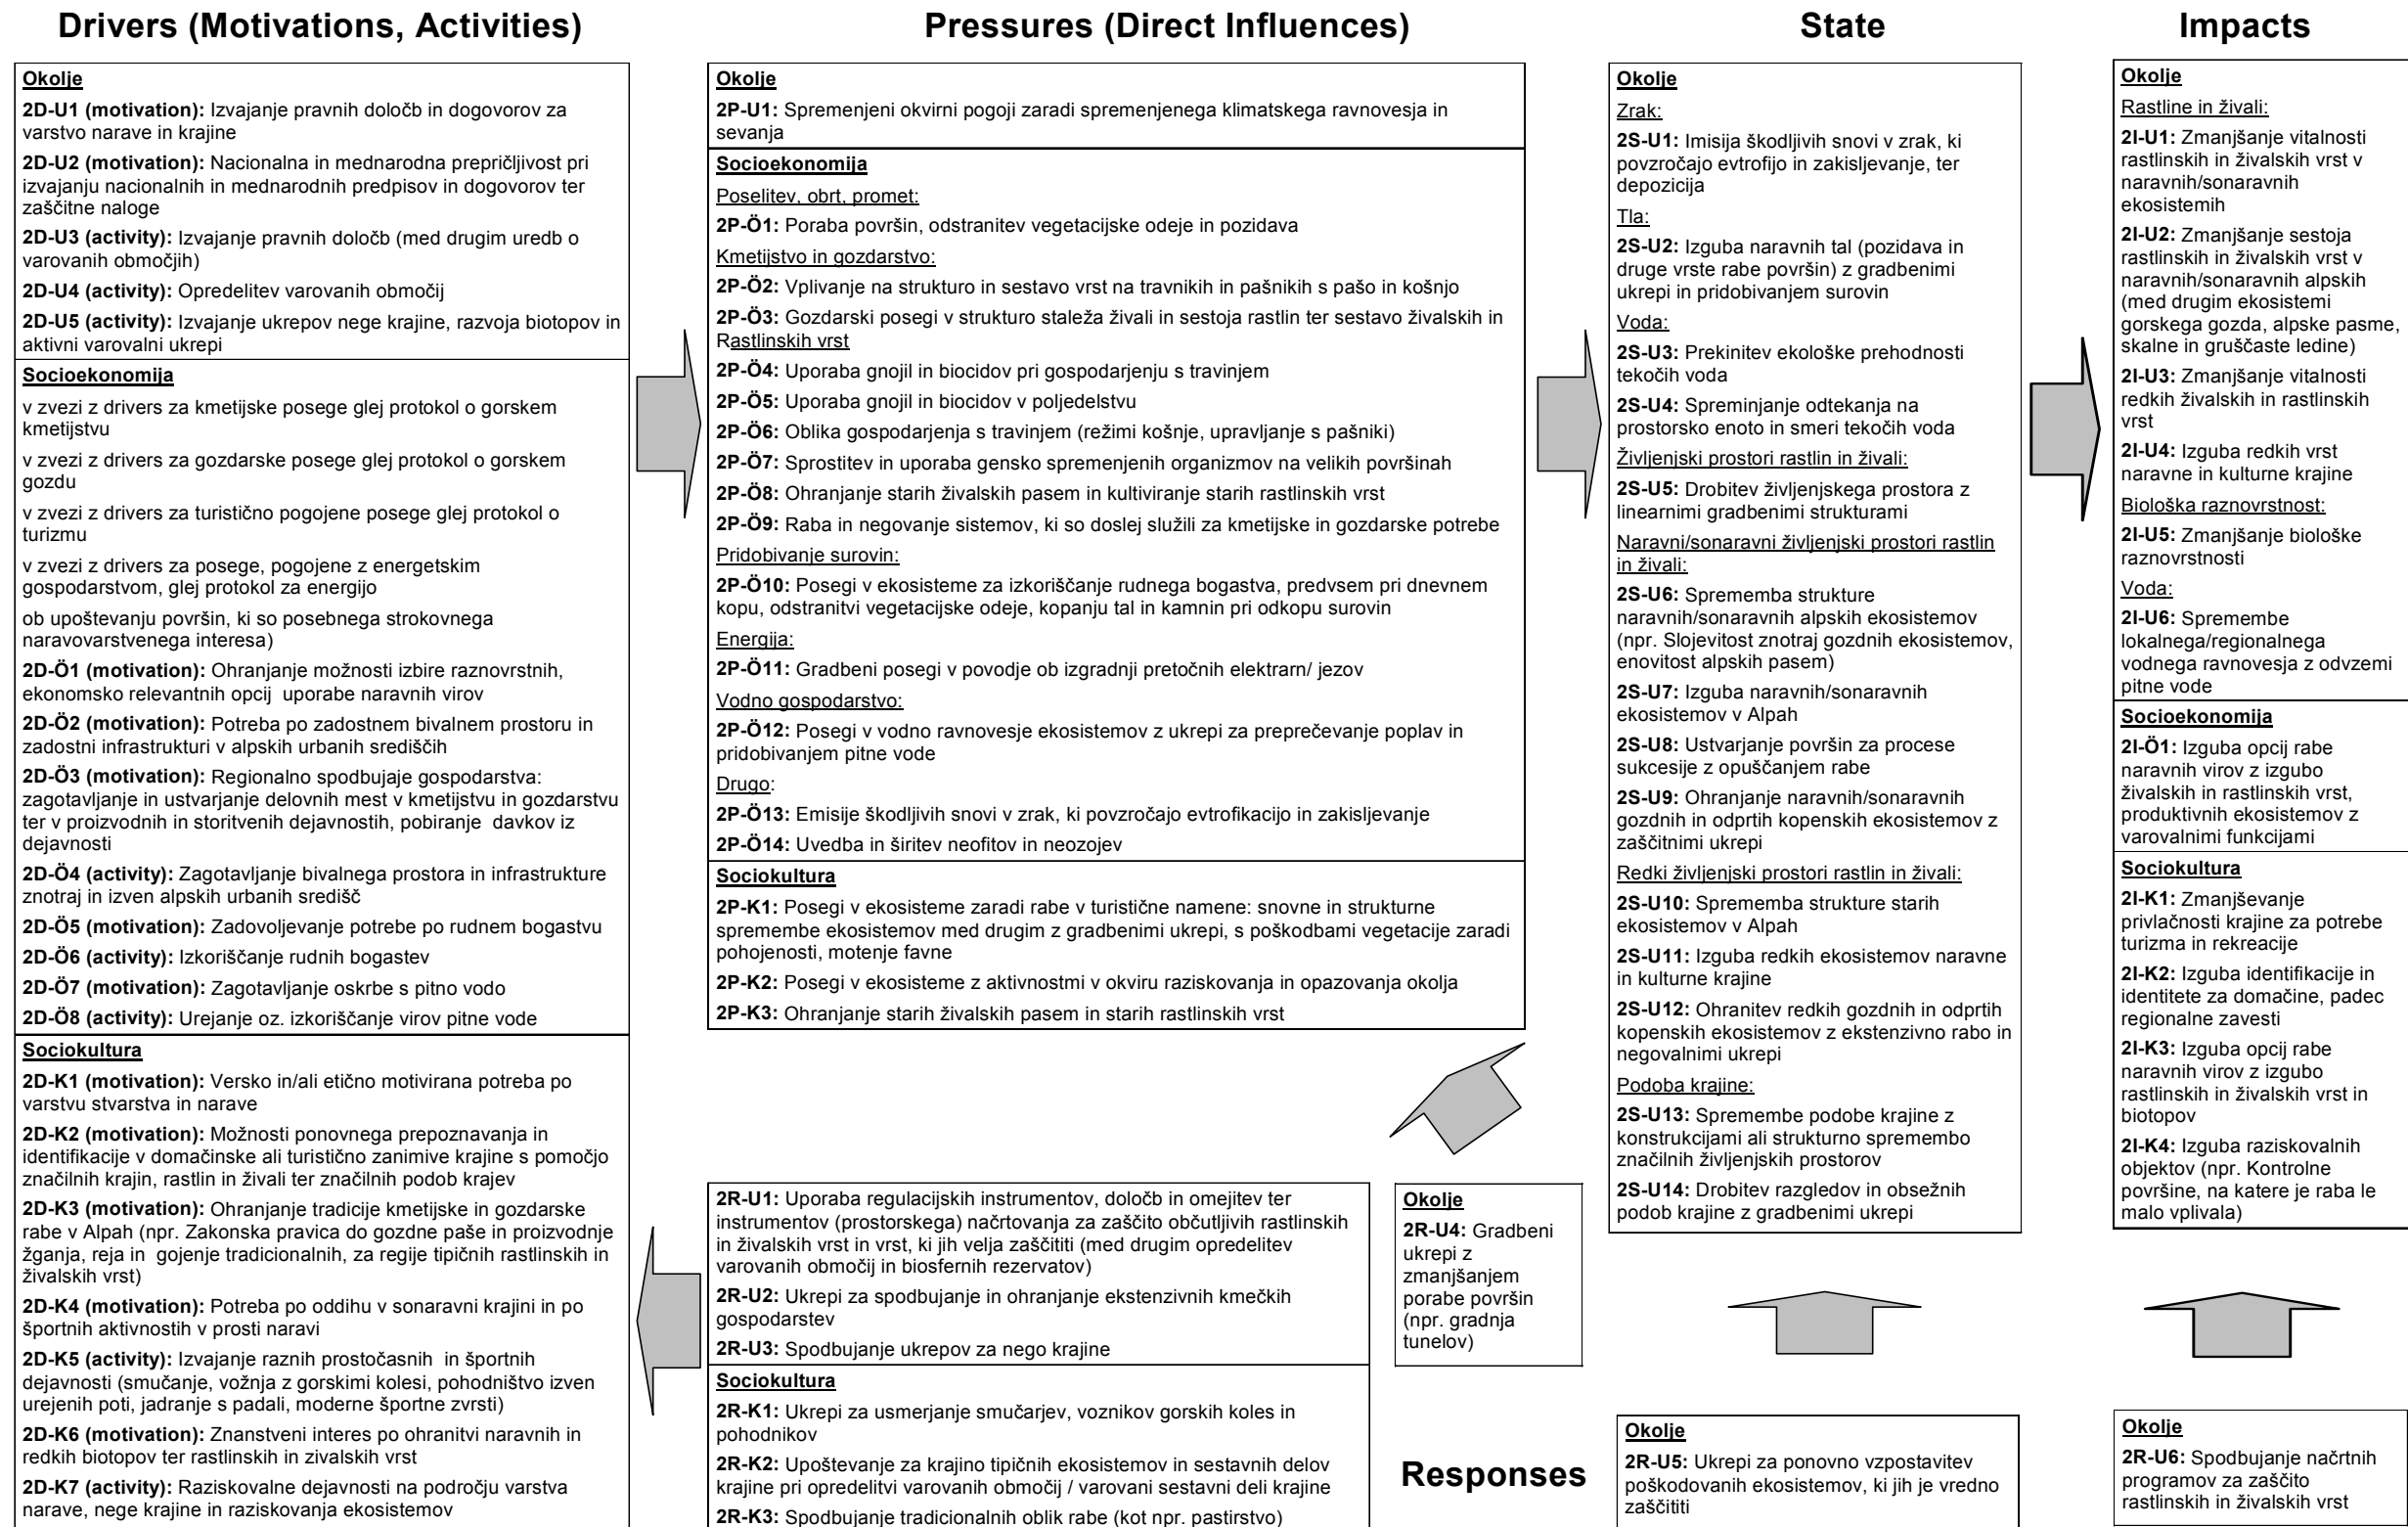 Drivers (Motivations, Activities)
Okolje
2D-U1 (motivation): Izvajanje pravnih določb in dogovorov za
varstvo narave in krajine
2D-U2 (motivation): Nacionalna in mednarodna prepričljivost pri
izvajanju nacionalnih in mednarodnih predpisov in dogovorov ter
zaščitne naloge
2D-U3 (activity): Izvajanje pravnih določb (med drugim uredb o
varovanih območjih)
2D-U4 (activity): Opredelitev varovanih območij
2D-U5 (activity): Izvajanje ukrepov nege krajine, razvoja biotopov in
aktivni varovalni ukrepi
Socioekonomija
v zvezi z drivers za kmetijske posege glej protokol o gorskem
kmetijstvu
v zvezi z drivers za gozdarske posege glej protokol o gorskem
gozdu
v zvezi z drivers za turistično pogojene posege glej protokol o
turizmu
v zvezi z drivers za posege, pogojene z energetskim
gospodarstvom, glej protokol za energijo
ob upoštevanju površin, ki so posebnega strokovnega
naravovarstvenega interesa)
2D-Ö1 (motivation): Ohranjanje možnosti izbire raznovrstnih,
ekonomsko relevantnih opcij uporabe naravnih virov
2D-Ö2 (motivation): Potreba po zadostnem bivalnem prostoru in
zadostni infrastrukturi v alpskih urbanih središčih
2D-Ö3 (motivation): Regionalno spodbujaje gospodarstva:
zagotavljanje in ustvarjanje delovnih mest v kmetijstvu in gozdarstvu
ter v proizvodnih in storitvenih dejavnostih, pobiranje davkov iz
dejavnosti
2D-Ö4 (activity): Zagotavljanje bivalnega prostora in infrastrukture
znotraj in izven alpskih urbanih središč
2D-Ö5 (motivation): Zadovoljevanje potrebe po rudnem bogastvu
2D-Ö6 (activity): Izkoriščanje rudnih bogastev
2D-Ö7 (motivation): Zagotavljanje oskrbe s pitno vodo
2D-Ö8 (activity): Urejanje oz. izkoriščanje virov pitne vode
Sociokultura
2D-K1 (motivation): Versko in/ali etično motivirana potreba po
varstvu stvarstva in narave
2D-K2 (motivation): Možnosti ponovnega prepoznavanja in
identifikacije v domačinske ali turistično zanimive krajine s pomočjo
značilnih krajin, rastlin in živali ter značilnih podob krajev
2D-K3 (motivation): Ohranjanje tradicije kmetijske in gozdarske
rabe v Alpah (npr. Zakonska pravica do gozdne paše in proizvodnje
žganja, reja in gojenje tradicionalnih, za regije tipičnih rastlinskih in
živalskih vrst)
2D-K4 (motivation): Potreba po oddihu v sonaravni krajini in po
športnih aktivnostih v prosti naravi
2D-K5 (activity): Izvajanje raznih prostočasnih in športnih
dejavnosti (smučanje, vožnja z gorskimi kolesi, pohodništvo izven
urejenih poti, jadranje s padali, moderne športne zvrsti)
2D-K6 (motivation): Znanstveni interes po ohranitvi naravnih in
redkih biotopov ter rastlinskih in zivalskih vrst
2D-K7 (activity): Raziskovalne dejavnosti na področju varstva
narave, nege krajine in raziskovanja ekosistemov
Pressures (Direct Influences)
Okolje
2P-U1: Spremenjeni okvirni pogoji zaradi spremenjenega klimatskega ravnovesja in
sevanja
Socioekonomija
Poselitev, obrt, promet:
2P-Ö1: Poraba površin, odstranitev vegetacijske odeje in pozidava
Kmetijstvo in gozdarstvo:
2P-Ö2: Vplivanje na strukturo in sestavo vrst na travnikih in pašnikih s pašo in košnjo
2P-Ö3: Gozdarski posegi v strukturo staleža živali in sestoja rastlin ter sestavo živalskih in
Rastlinskih vrst
2P-Ö4: Uporaba gnojil in biocidov pri gospodarjenju s travinjem
2P-Ö5: Uporaba gnojil in biocidov v poljedelstvu
2P-Ö6: Oblika gospodarjenja s travinjem (režimi košnje, upravljanje s pašniki)
2P-Ö7: Sprostitev in uporaba gensko spremenjenih organizmov na velikih površinah
2P-Ö8: Ohranjanje starih živalskih pasem in kultiviranje starih rastlinskih vrst
2P-Ö9: Raba in negovanje sistemov, ki so doslej služili za kmetijske in gozdarske potrebe
Pridobivanje surovin:
2P-Ö10: Posegi v ekosisteme za izkoriščanje rudnega bogastva, predvsem pri dnevnem
kopu, odstranitvi vegetacijske odeje, kopanju tal in kamnin pri odkopu surovin
Energija:
2P-Ö11: Gradbeni posegi v povodje ob izgradnji pretočnih elektrarn/ jezov
Vodno gospodarstvo:
2P-Ö12: Posegi v vodno ravnovesje ekosistemov z ukrepi za preprečevanje poplav in
pridobivanjem pitne vode
Drugo:
2P-Ö13: Emisije škodljivih snovi v zrak, ki povzročajo evtrofikacijo in zakisljevanje
2P-Ö14: Uvedba in širitev neofitov in neozojev
Sociokultura
2P-K1: Posegi v ekosisteme zaradi rabe v turistične namene: snovne in strukturne
spremembe ekosistemov med drugim z gradbenimi ukrepi, s poškodbami vegetacije zaradi
pohojenosti, motenje favne
2P-K2: Posegi v ekosisteme z aktivnostmi v okviru raziskovanja in opazovanja okolja
2P-K3: Ohranjanje starih živalskih pasem in starih rastlinskih vrst
2R-U1: Uporaba regulacijskih instrumentov, določb in omejitev ter
instrumentov (prostorskega) načrtovanja za zaščito občutljivih rastlinskih
in živalskih vrst in vrst, ki jih velja zaščititi (med drugim opredelitev
varovanih območij in biosfernih rezervatov)
2R-U2: Ukrepi za spodbujanje in ohranjanje ekstenzivnih kmečkih
gospodarstev
2R-U3: Spodbujanje ukrepov za nego krajine
Sociokultura
2R-K1: Ukrepi za usmerjanje smučarjev, voznikov gorskih koles in
pohodnikov
2R-K2: Upoštevanje za krajino tipičnih ekosistemov in sestavnih delov
krajine pri opredelitvi varovanih območij / varovani sestavni deli krajine
2R-K3: Spodbujanje tradicionalnih oblik rabe (kot npr. pastirstvo)
Okolje
2R-U4: Gradbeni
ukrepi z
zmanjšanjem
porabe površin
(npr. gradnja
tunelov)
Responses
State
Okolje
Zrak:
2S-U1: Imisija škodljivih snovi v zrak, ki
povzročajo evtrofijo in zakisljevanje, ter
depozicija
Tla:
2S-U2: Izguba naravnih tal (pozidava in
druge vrste rabe površin) z gradbenimi
ukrepi in pridobivanjem surovin
Voda:
2S-U3: Prekinitev ekološke prehodnosti
tekočih voda
2S-U4: Spreminjanje odtekanja na
prostorsko enoto in smeri tekočih voda
Življenjski prostori rastlin in živali:
2S-U5: Drobitev življenjskega prostora z
linearnimi gradbenimi strukturami
Naravni/sonaravni življenjski prostori rastlin
in živali:
2S-U6: Sprememba strukture
naravnih/sonaravnih alpskih ekosistemov
(npr. Slojevitost znotraj gozdnih ekosistemov,
enovitost alpskih pasem)
2S-U7: Izguba naravnih/sonaravnih
ekosistemov v Alpah
2S-U8: Ustvarjanje površin za procese
sukcesije z opuščanjem rabe
2S-U9: Ohranjanje naravnih/sonaravnih
gozdnih in odprtih kopenskih ekosistemov z
zaščitnimi ukrepi
Redki življenjski prostori rastlin in živali:
2S-U10: Sprememba strukture starih
ekosistemov v Alpah
2S-U11: Izguba redkih ekosistemov naravne
in kulturne krajine
2S-U12: Ohranitev redkih gozdnih in odprtih
kopenskih ekosistemov z ekstenzivno rabo in
negovalnimi ukrepi
Podoba krajine:
2S-U13: Spremembe podobe krajine z
konstrukcijami ali strukturno spremembo
značilnih življenjskih prostorov
2S-U14: Drobitev razgledov in obsežnih
podob krajine z gradbenimi ukrepi
Okolje
2R-U5: Ukrepi za ponovno vzpostavitev
poškodovanih ekosistemov, ki jih je vredno
zaščititi
Impacts
Okolje
Rastline in živali:
2I-U1: Zmanjšanje vitalnosti
rastlinskih in živalskih vrst v
naravnih/sonaravnih
ekosistemih
2I-U2: Zmanjšanje sestoja
rastlinskih in živalskih vrst v
naravnih/sonaravnih alpskih
(med drugim ekosistemi
gorskega gozda, alpske pasme,
skalne in gruščaste ledine)
2I-U3: Zmanjšanje vitalnosti
redkih živalskih in rastlinskih
vrst
2I-U4: Izguba redkih vrst
naravne in kulturne krajine
Biološka raznovrstnost:
2I-U5: Zmanjšanje biološke
raznovrstnosti
Voda:
2I-U6: Spremembe
lokalnega/regionalnega
vodnega ravnovesja z odvzemi
pitne vode
Socioekonomija
2I-Ö1: Izguba opcij rabe
naravnih virov z izgubo
živalskih in rastlinskih vrst,
produktivnih ekosistemov z
varovalnimi funkcijami
Sociokultura
2I-K1: Zmanjševanje
privlačnosti krajine za potrebe
turizma in rekreacije
2I-K2: Izguba identifikacije in
identitete za domačine, padec
regionalne zavesti
2I-K3: Izguba opcij rabe
naravnih virov z izgubo
rastlinskih in živalskih vrst in
biotopov
2I-K4: Izguba raziskovalnih
objektov (npr. Kontrolne
površine, na katere je raba le
malo vplivala)
Okolje
2R-U6: Spodbujanje načrtnih
programov za zaščito
rastlinskih in živalskih vrst